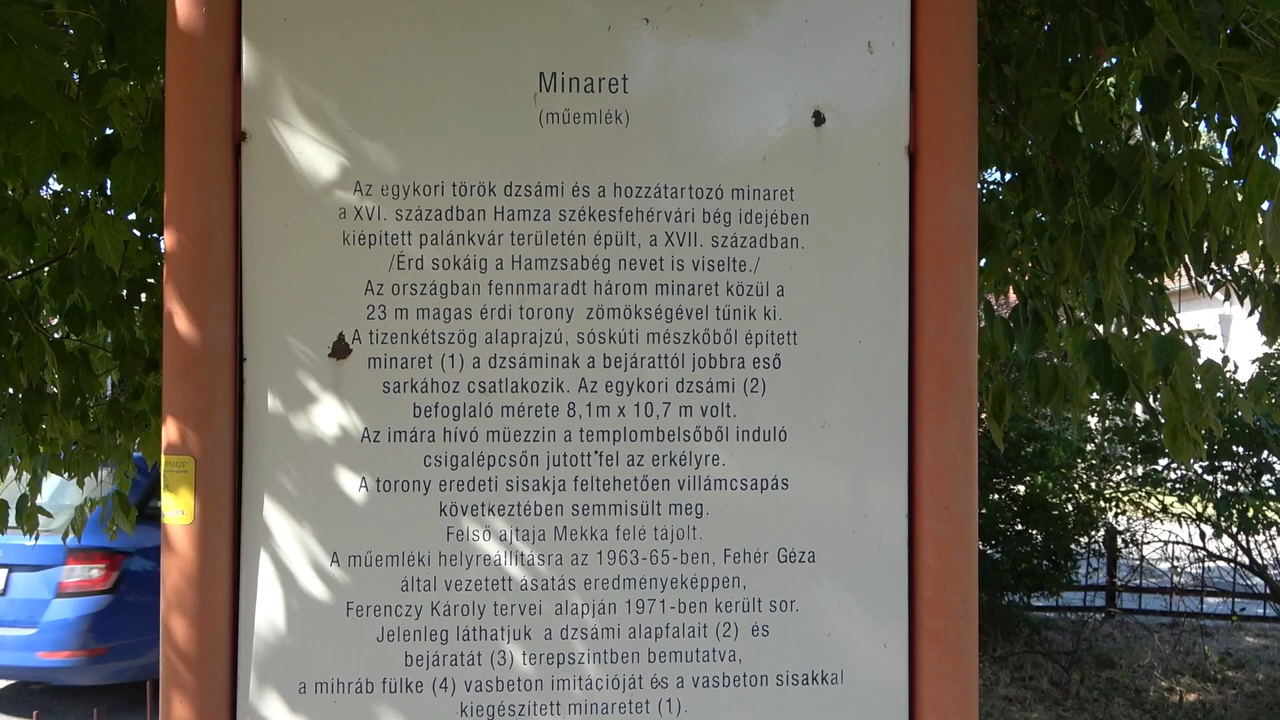 Minaret
(műemlék)
Az egykori török dzsámi és a hozzátartozó minaret
a XVI. században Hamza székesfehérvári bég idejében
kiépített palánkvár területén épült, a XVII. században.
/Érd sokáig a Hamzsabég nevet is viselte./
Az országban fennmaradt három minaret közül a
23 m magas érdi torony zömökségével tűnik ki.
A tizenkétszög alaprajzú, sóskúti mészkőből épített
minaret (1) a dzsáminak a bejárattól jobbra eső
sarkához csatlakozik. Az egykori dzsámi (2)
befoglaló mérete 8,1m x 10,7 m volt.
Az imára hívó müezzin a templombelsőből induló
csigalépcsőn jutott fel az erkélyre.
A torony eredeti sisakja feltehetően villámcsapás
következtében semmisült meg.
Felső ajtaja Mekka felé tájolt.
A műemléki helyreállításra az 1963-65-ben, Fehér Géza
által vezetett ásatás eredményeképpen,
Ferenczy Károly tervei alapján 1971-ben került sor.
Jelenleg láthatjuk a dzsámi alapfalait (2) és
bejáratát (3) terepszintben bemutatva,
a mihráb fülke (4) vasbeton imitációját és a vasbeton sisakkal
kiegészített minaretet (1).